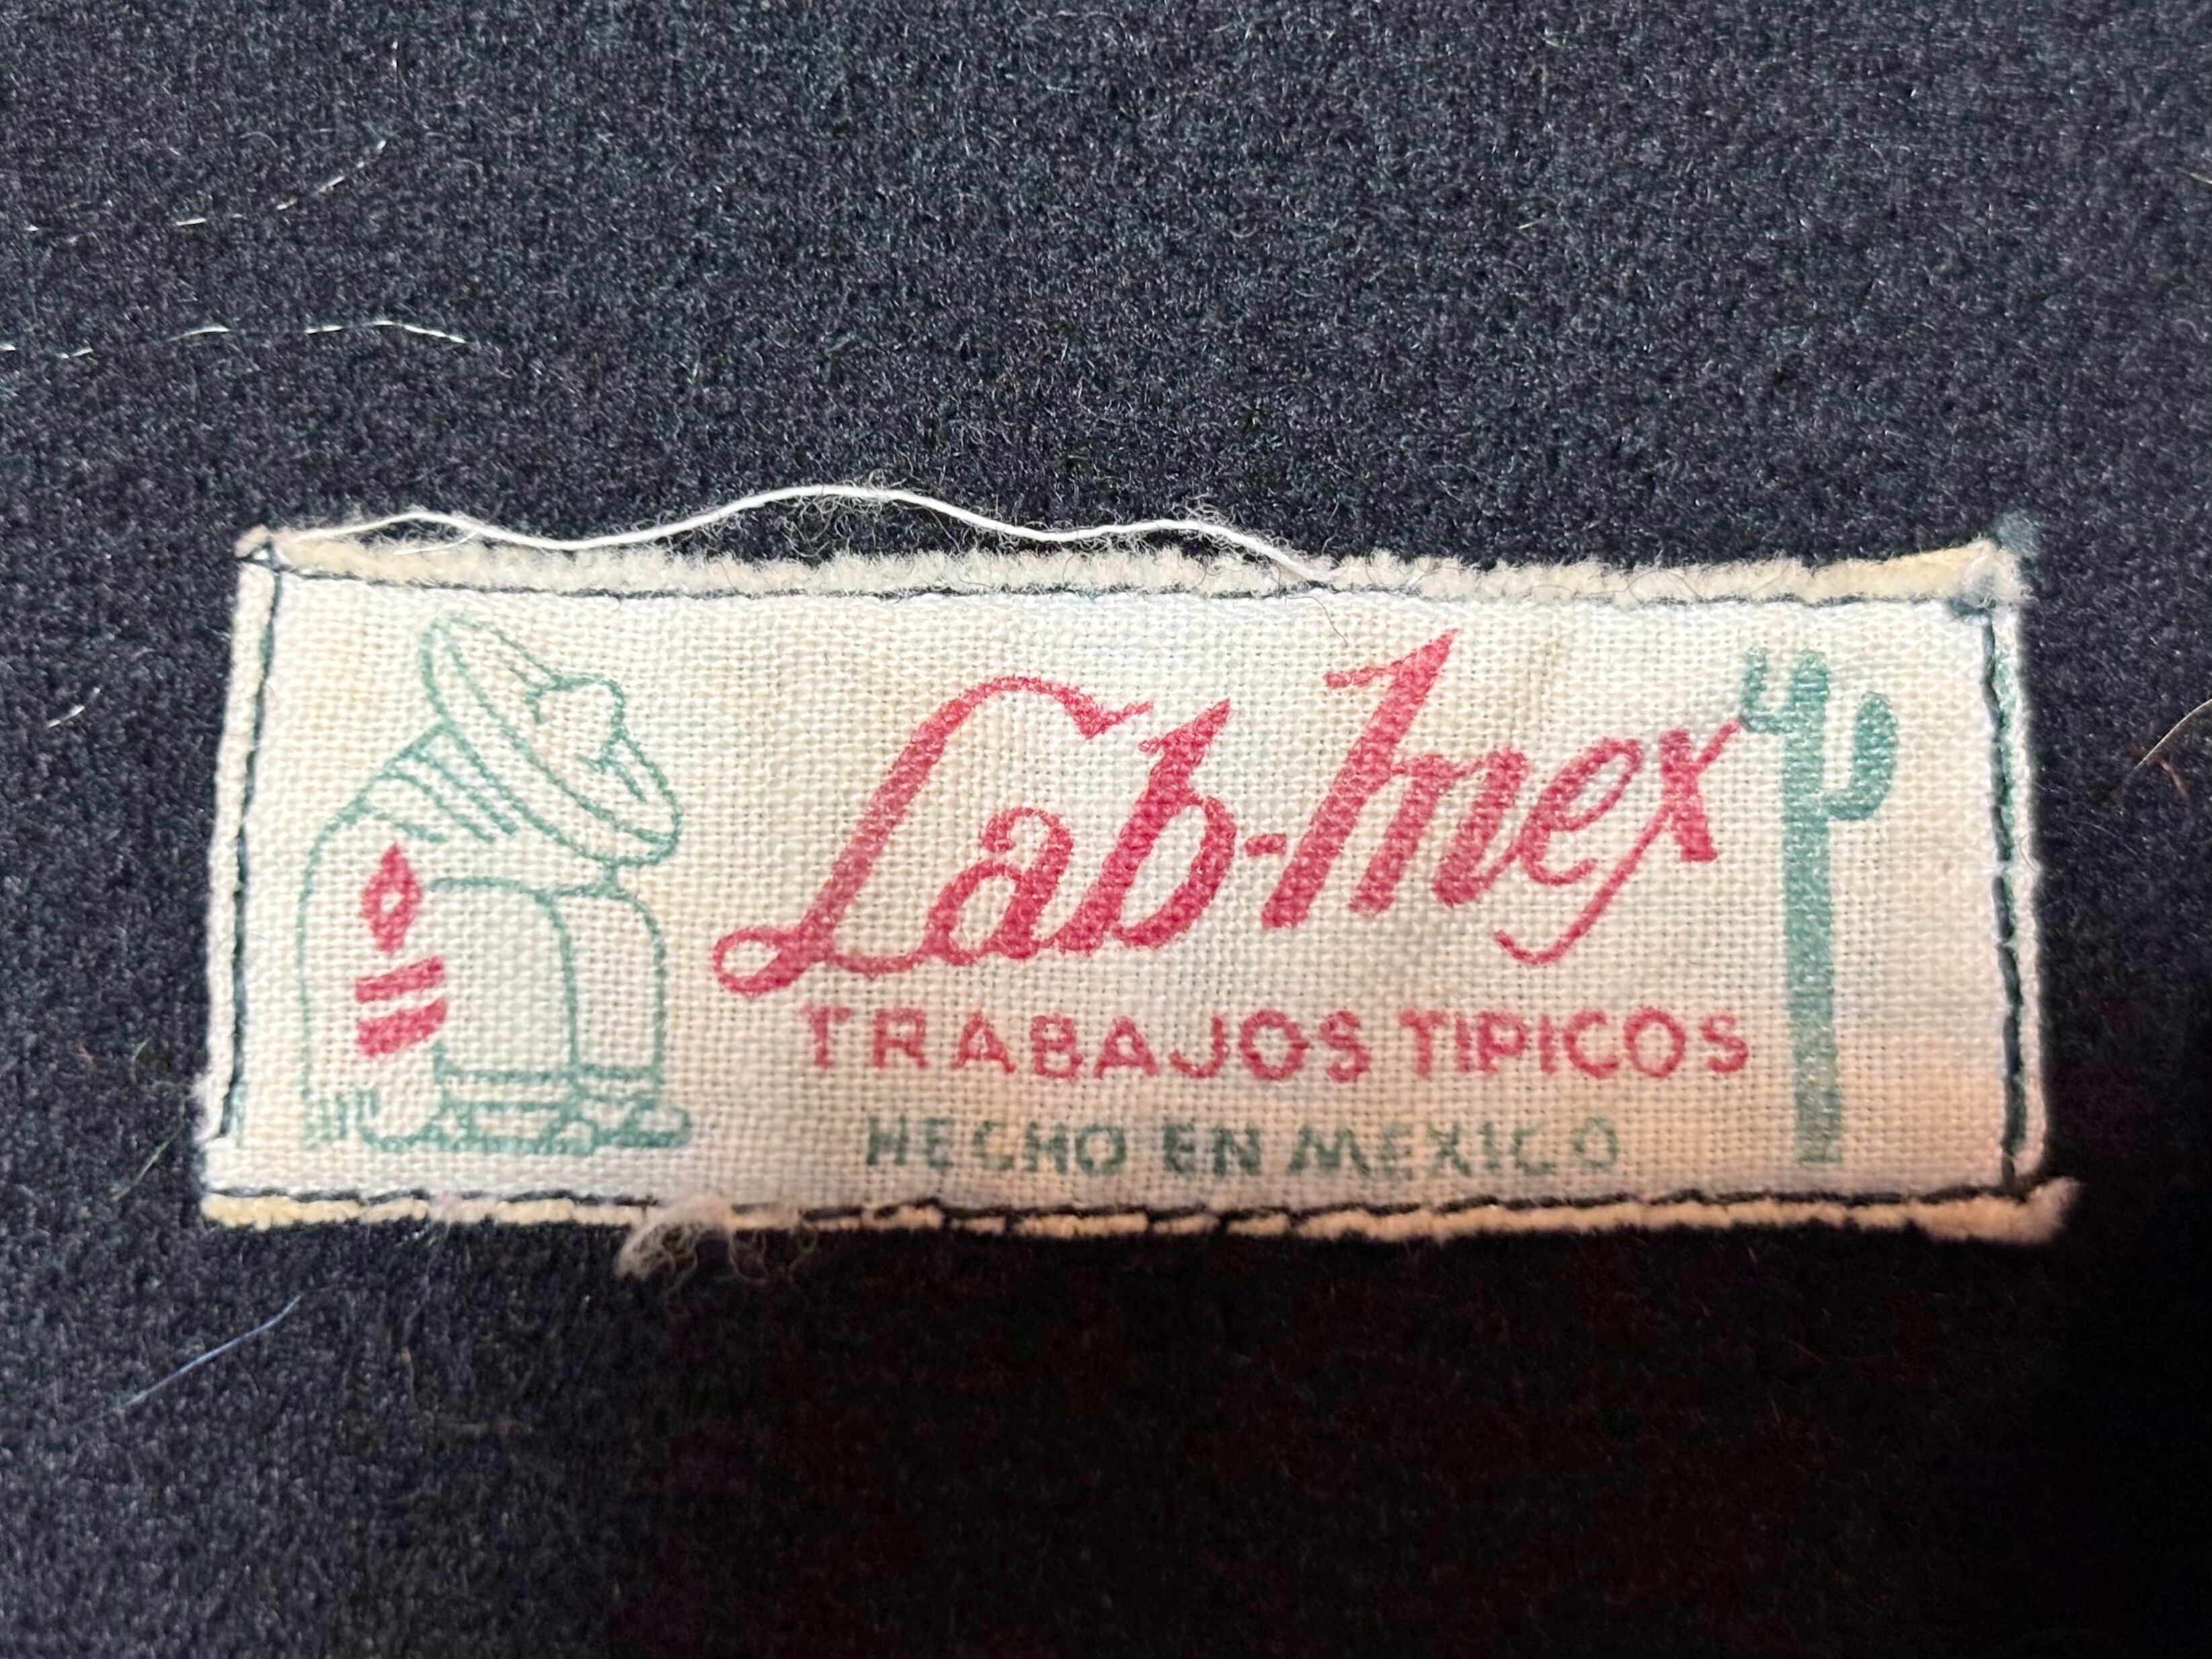 Lab-Mex
TRABAJOS TIPICOS
HECHO EN MEXICO